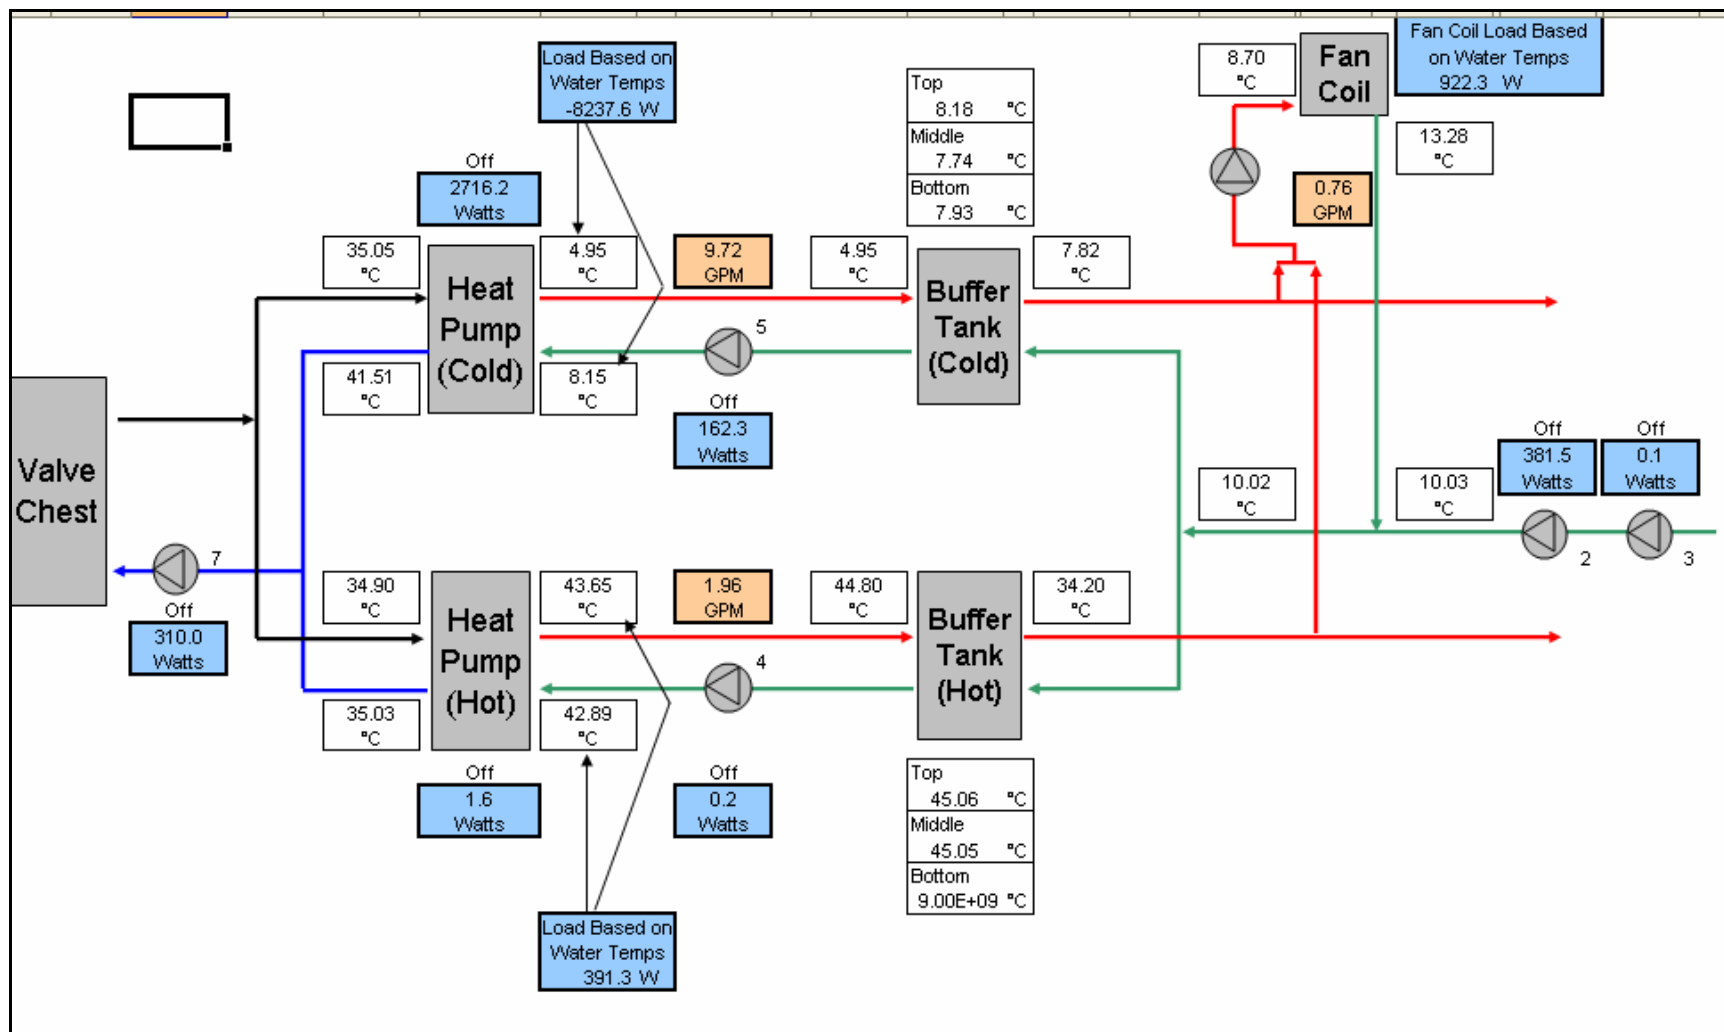 Load Based on
Water Temps
-8237.6 W
Off
2716.2
Watts
35.05
°C
Heat
Pump
(Cold)
4.95
°C
9.72
GPM
4.95
°C
Top
8.18 °C
Middle
7.74 °C
Bottom
7.93 °C
Buffer
Tank
(Cold)
7.82
°C
8.70
°C
Fan
Coil
Fan Coil Load Based
on Water Temps
922.3 W
13.28
°C
0.76
GPM
41.51
°C
8.15
°C
5
Off
162.3
Watts
Valve
Chest
7
Off
310.0
Watts
10.02
°C
10.03
°C
Off
381.5
Watts
Off
0.1
Watts
2
3
34.90
°C
Heat
Pump
(Hot)
43.65
°C
1.96
GPM
44.80
°C
Buffer
Tank
(Hot)
34.20
°C
4
35.03
°C
42.89
°C
Off
1.6
Watts
Off
0.2
Watts
Top
45.06 °C
Middle
45.05 °C
Bottom
9.00E+09 °C
Load Based on
Water Temps
391.3 W